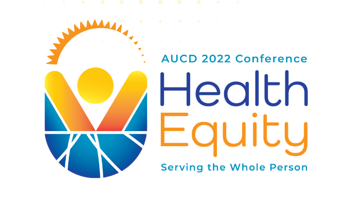 AUCD 2022 Conference
Health
Equity
Serving the Whole Person